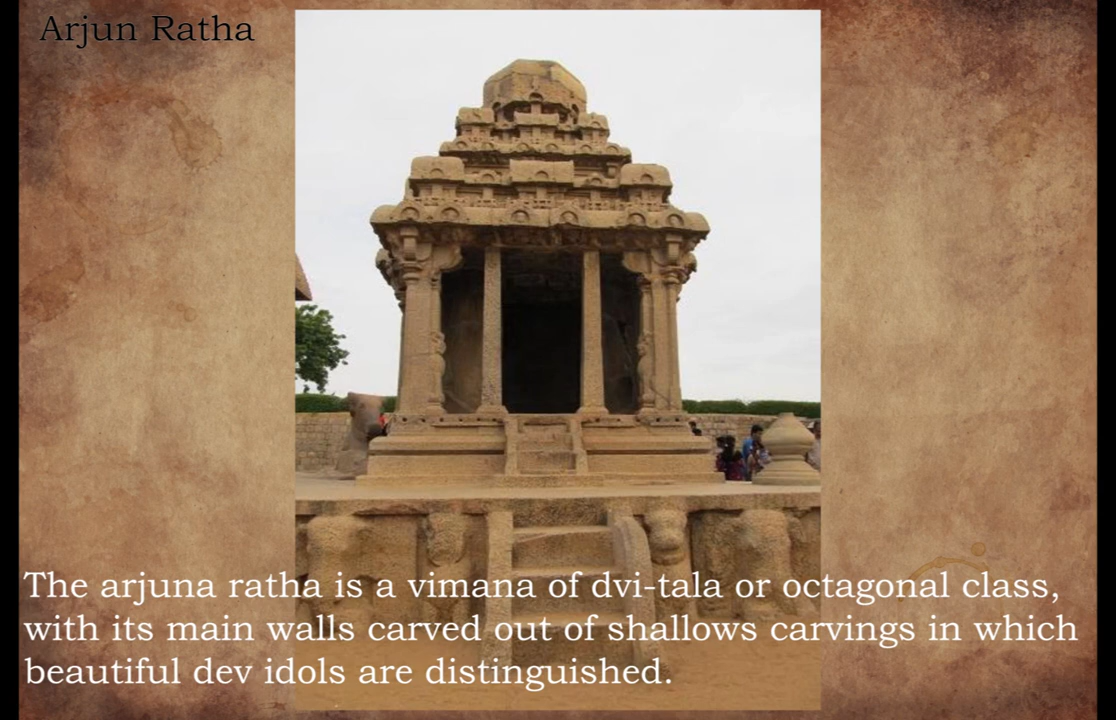 Arjun Ratha
The arjuna ratha is a vimana of dvi-tala or octagonal class,
with its main walls carved out of shallows carvings in which
beautiful dev idols are distinguished.